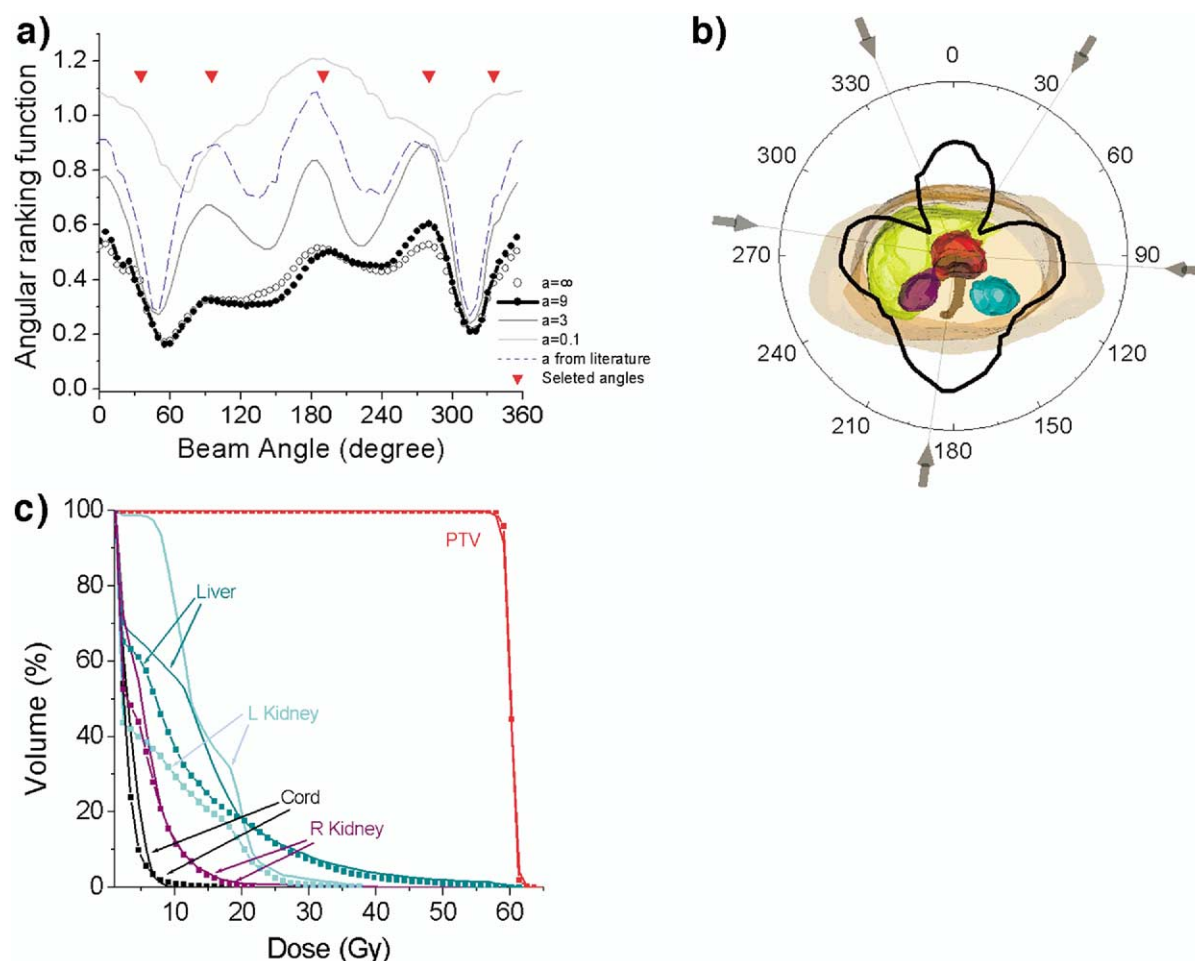 a)
Angular ranking function
1.2
1.0
0.8
0.6
0.4
0.2
0.0
0 60 120 180 240 300 360
Beam Angle (degree)
a=∞
a=9
a=3
a=0.1
a from literature
Seleted angles
b)
0
30
60
90
120
150
180
210
240
270
300
330
c)
Volume (%)
100
80
60
40
20
0
10 20 30 40 50 60
Dose (Gy)
PTV
Liver
L Kidney
Cord
R Kidney